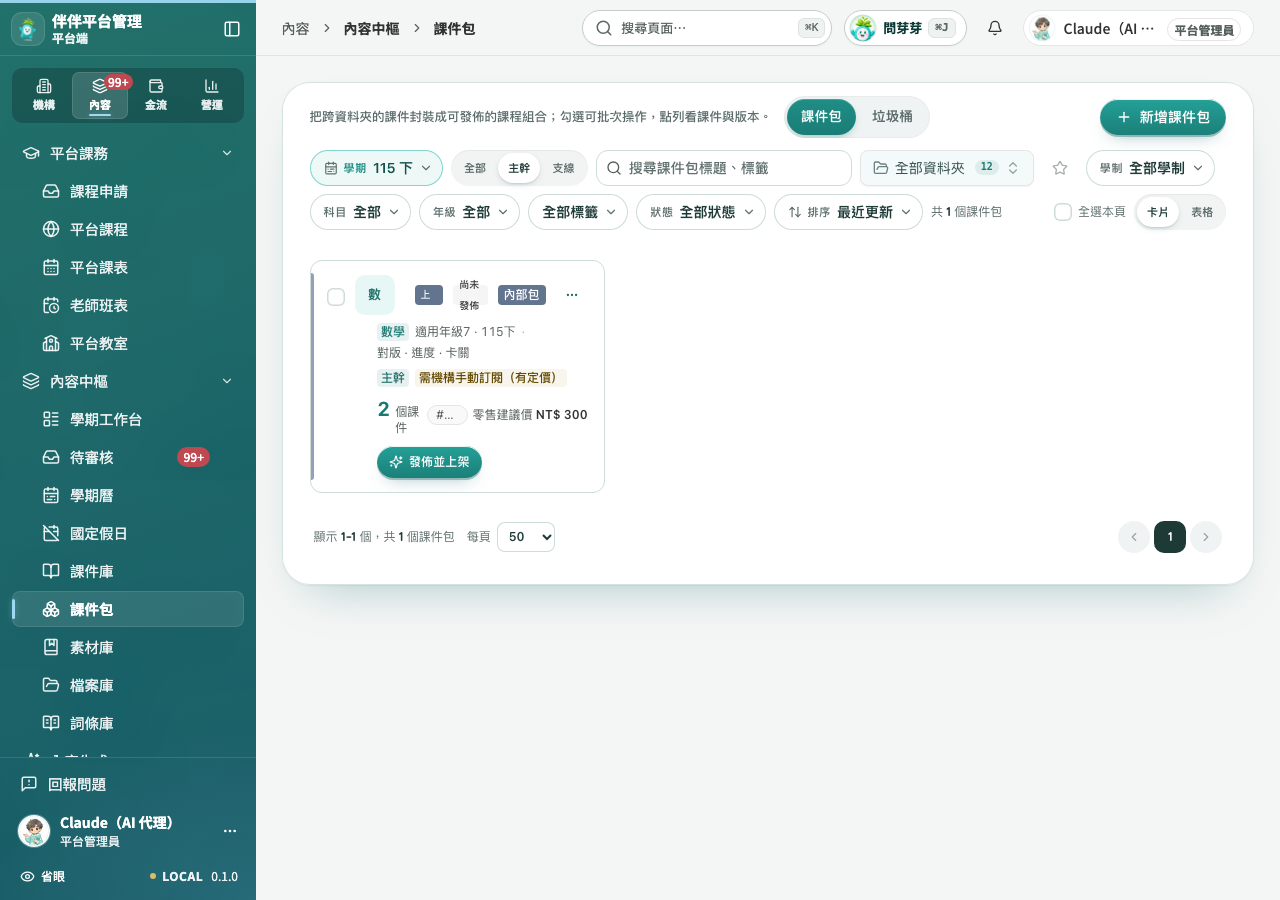 伴伴平台管理
平台端
機構
內容
99+
金流
營運
平台課務
課程申請
平台課程
平台課表
老師班表
平台教室
內容中樞
學期工作台
待審核
99+
學期曆
國定假日
課件庫
課件包
素材庫
檔案庫
詞條庫
回報問題
Claude（AI 代理）
平台管理員
省眼
LOCAL 0.1.0
內容
內容中樞
課件包
搜尋頁面⋯
⌘K
問芽芽
⌘J
Claude（AI ⋯
平台管理員
把跨資料夾的課件封裝成可發佈的課程組合；勾選可批次操作，點列看課件與版本。
課件包
垃圾桶
新增課件包
學期 115 下
全部
主幹
支線
搜尋課件包標題、標籤
全部資料夾
12
學制 全部學制
科目 全部
年級 全部
全部標籤
狀態 全部狀態
排序 最近更新
共 1 個課件包
全選本頁
卡片
表格
數
上
尚未
發佈
內部包
數學 適用年級7 · 115下 ·
對版 · 進度 · 卡關
主幹 需機構手動訂閱（有定價）
2 個課
件
#...
零售建議價 NT$ 300
發佈並上架
顯示 1-1 個，共 1 個課件包
每頁
50
1